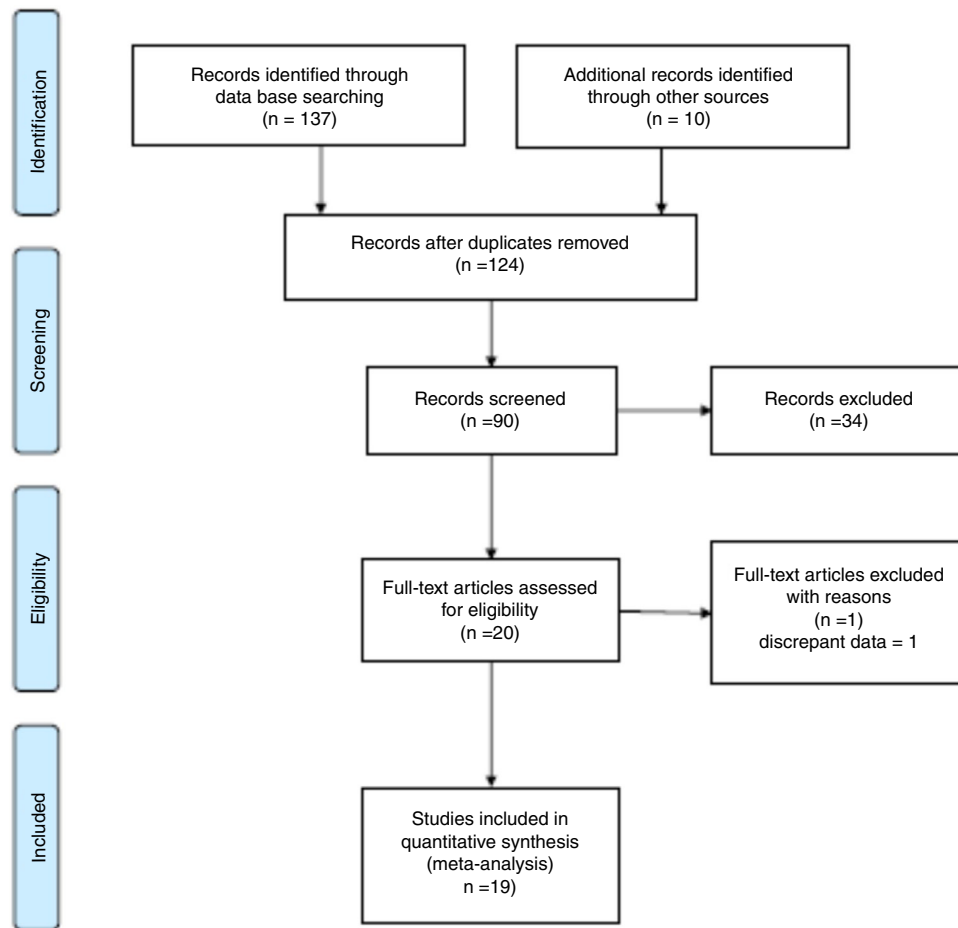 Identification
Records identified through
data base searching
(n = 137)
Additional records identified
through other sources
(n = 10)
Records after duplicates removed
(n =124)
Screening
Records screened
(n =90)
Records excluded
(n =34)
Eligibility
Full-text articles assessed
for eligibility
(n =20)
Full-text articles excluded
with reasons
(n =1)
discrepant data = 1
Included
Studies included in
quantitative synthesis
(meta-analysis)
n =19)